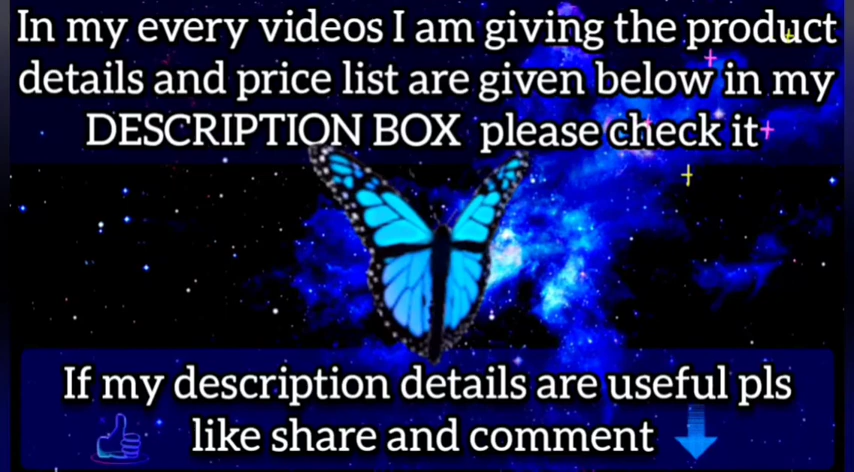 In my every videos I am giving the product
details and price list are given below in my
DESCRIPTION BOX please check it
If my description details are useful pls
like share and comment